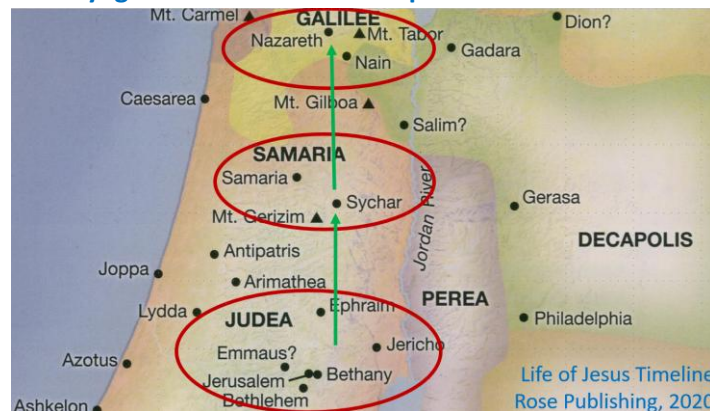 Mt. Carmel
GALILEE
Dion?
Nazareth
Mt. Tabor
Gadara
Nain
Caesarea
Mt. Gilboa
Salim?
SAMARIA
Samaria
Sychar
Gerasa
Mt. Gerizim
Jordan River
DECAPOLIS
Antipatris
Joppa
Arimathea
PEREA
Lydda
Ephraim
JUDEA
Philadelphia
Emmaus?
Jericho
Azotus
Jerusalem
Bethany
Bethlehem
Life of Jesus Timeline
Ashkelon
Rose Publishing, 2020